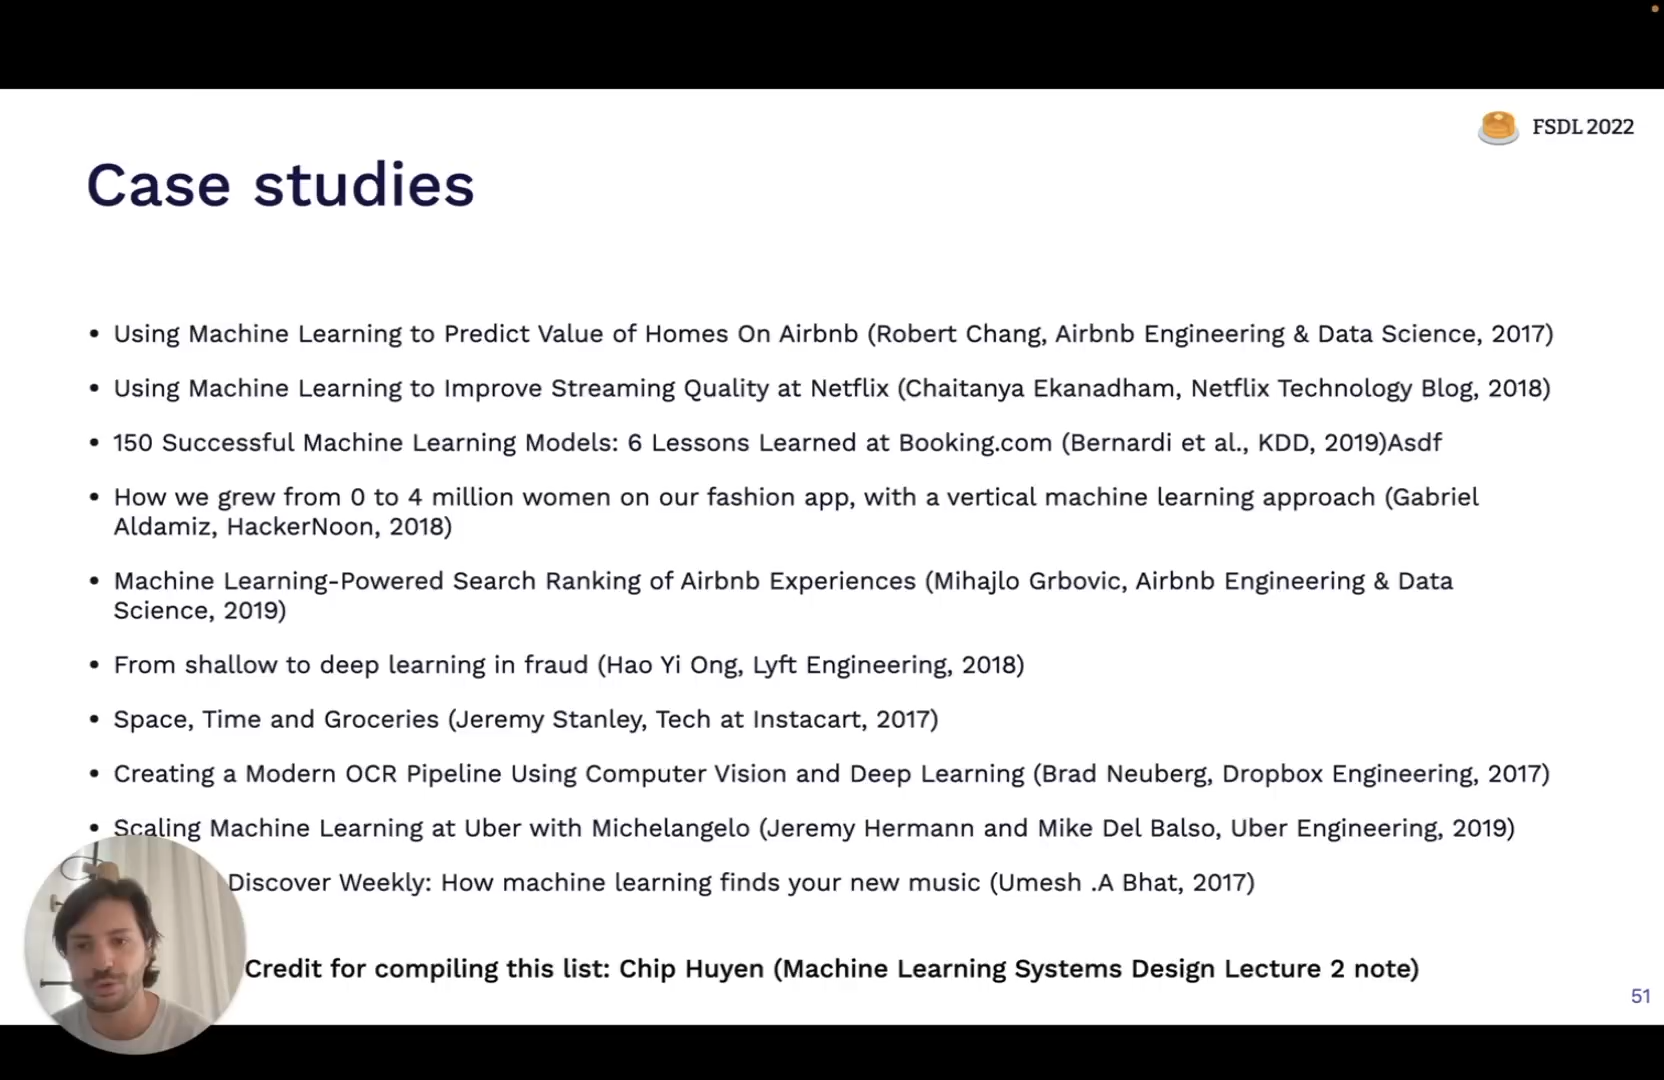 FSDL 2022
Case studies
• Using Machine Learning to Predict Value of Homes On Airbnb (Robert Chang, Airbnb Engineering & Data Science, 2017)
• Using Machine Learning to Improve Streaming Quality at Netflix (Chaitanya Ekanadham, Netflix Technology Blog, 2018)
• 150 Successful Machine Learning Models: 6 Lessons Learned at Booking.com (Bernardi et al., KDD, 2019)Asdf
• How we grew from 0 to 4 million women on our fashion app, with a vertical machine learning approach (Gabriel
Aldamiz, HackerNoon, 2018)
• Machine Learning-Powered Search Ranking of Airbnb Experiences (Mihajlo Grbovic, Airbnb Engineering & Data
Science, 2019)
• From shallow to deep learning in fraud (Hao Yi Ong, Lyft Engineering, 2018)
• Space, Time and Groceries (Jeremy Stanley, Tech at Instacart, 2017)
• Creating a Modern OCR Pipeline Using Computer Vision and Deep Learning (Brad Neuberg, Dropbox Engineering, 2017)
• Scaling Machine Learning at Uber with Michelangelo (Jeremy Hermann and Mike Del Balso, Uber Engineering, 2019)
Discover Weekly: How machine learning finds your new music (Umesh .A Bhat, 2017)
Credit for compiling this list: Chip Huyen (Machine Learning Systems Design Lecture 2 note)
51